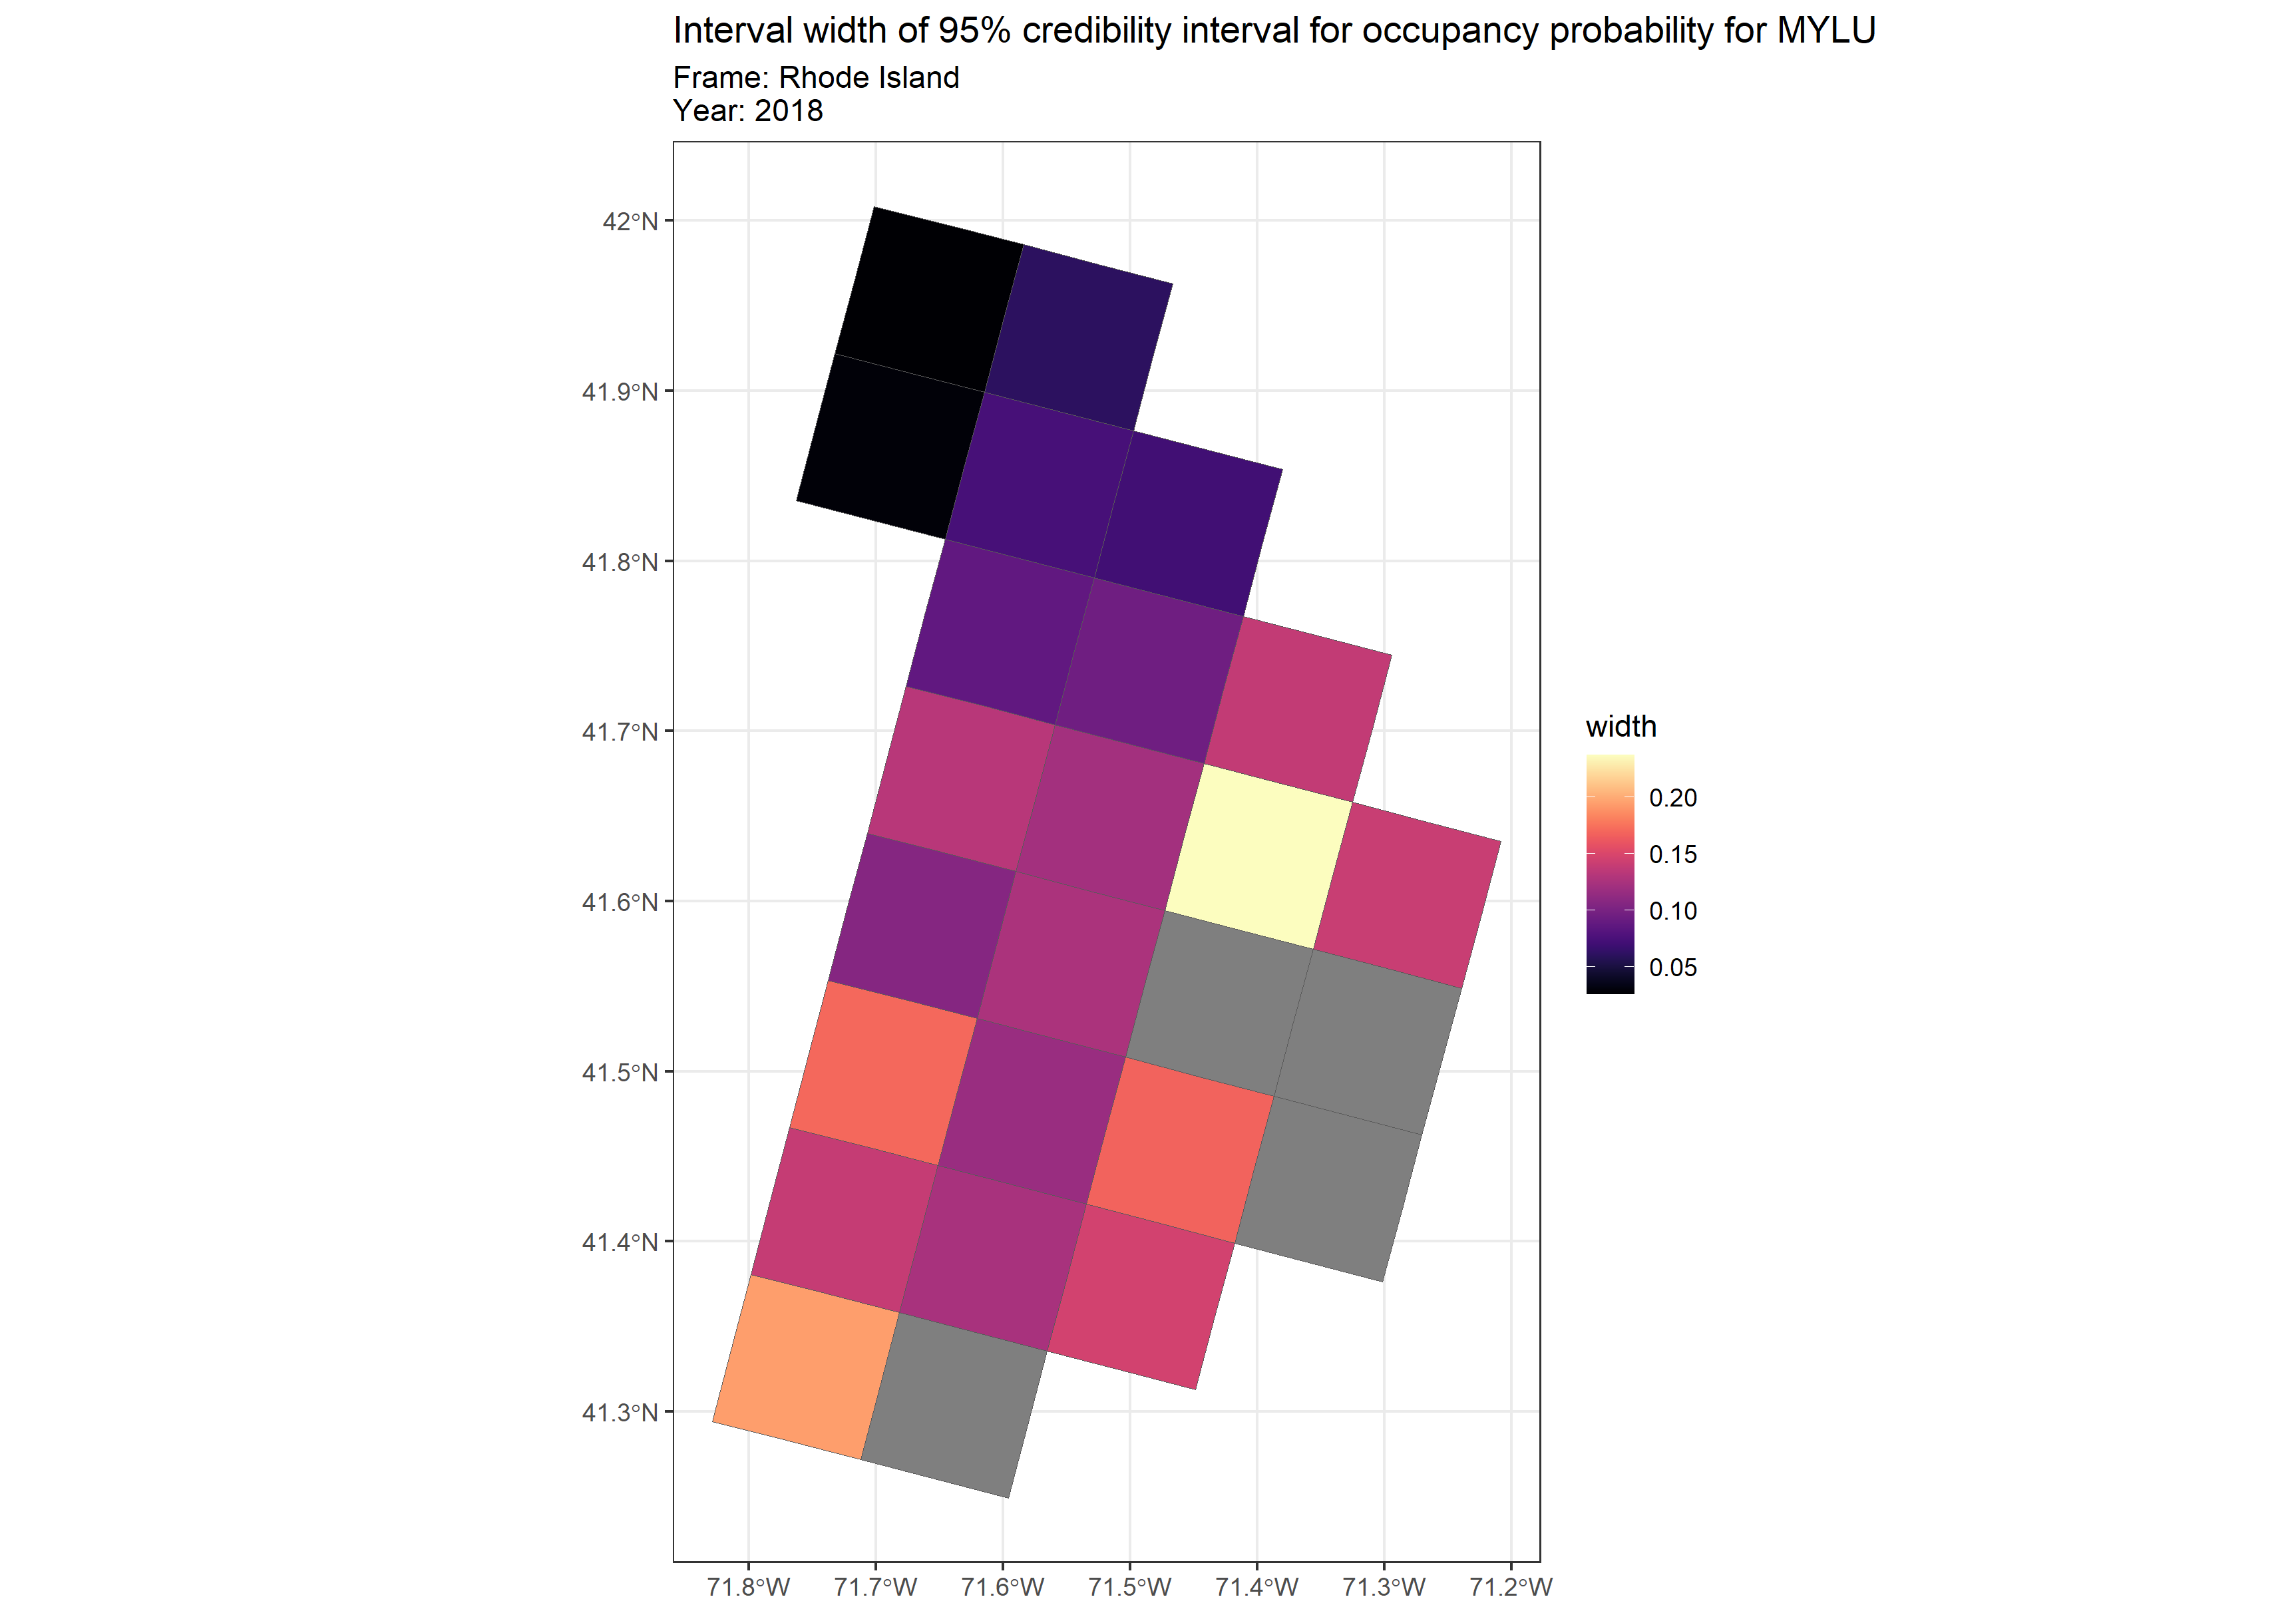 Interval width of 95% credibility interval for occupancy probability for MYLU
Frame: Rhode Island
Year: 2018
42°N
41.9°N
41.8°N
41.7°N
41.6°N
41.5°N
41.4°N
41.3°N
71.8°W
71.7°W
71.6°W
71.5°W
71.4°W
71.3°W
71.2°W
width
0.20
0.15
0.10
0.05